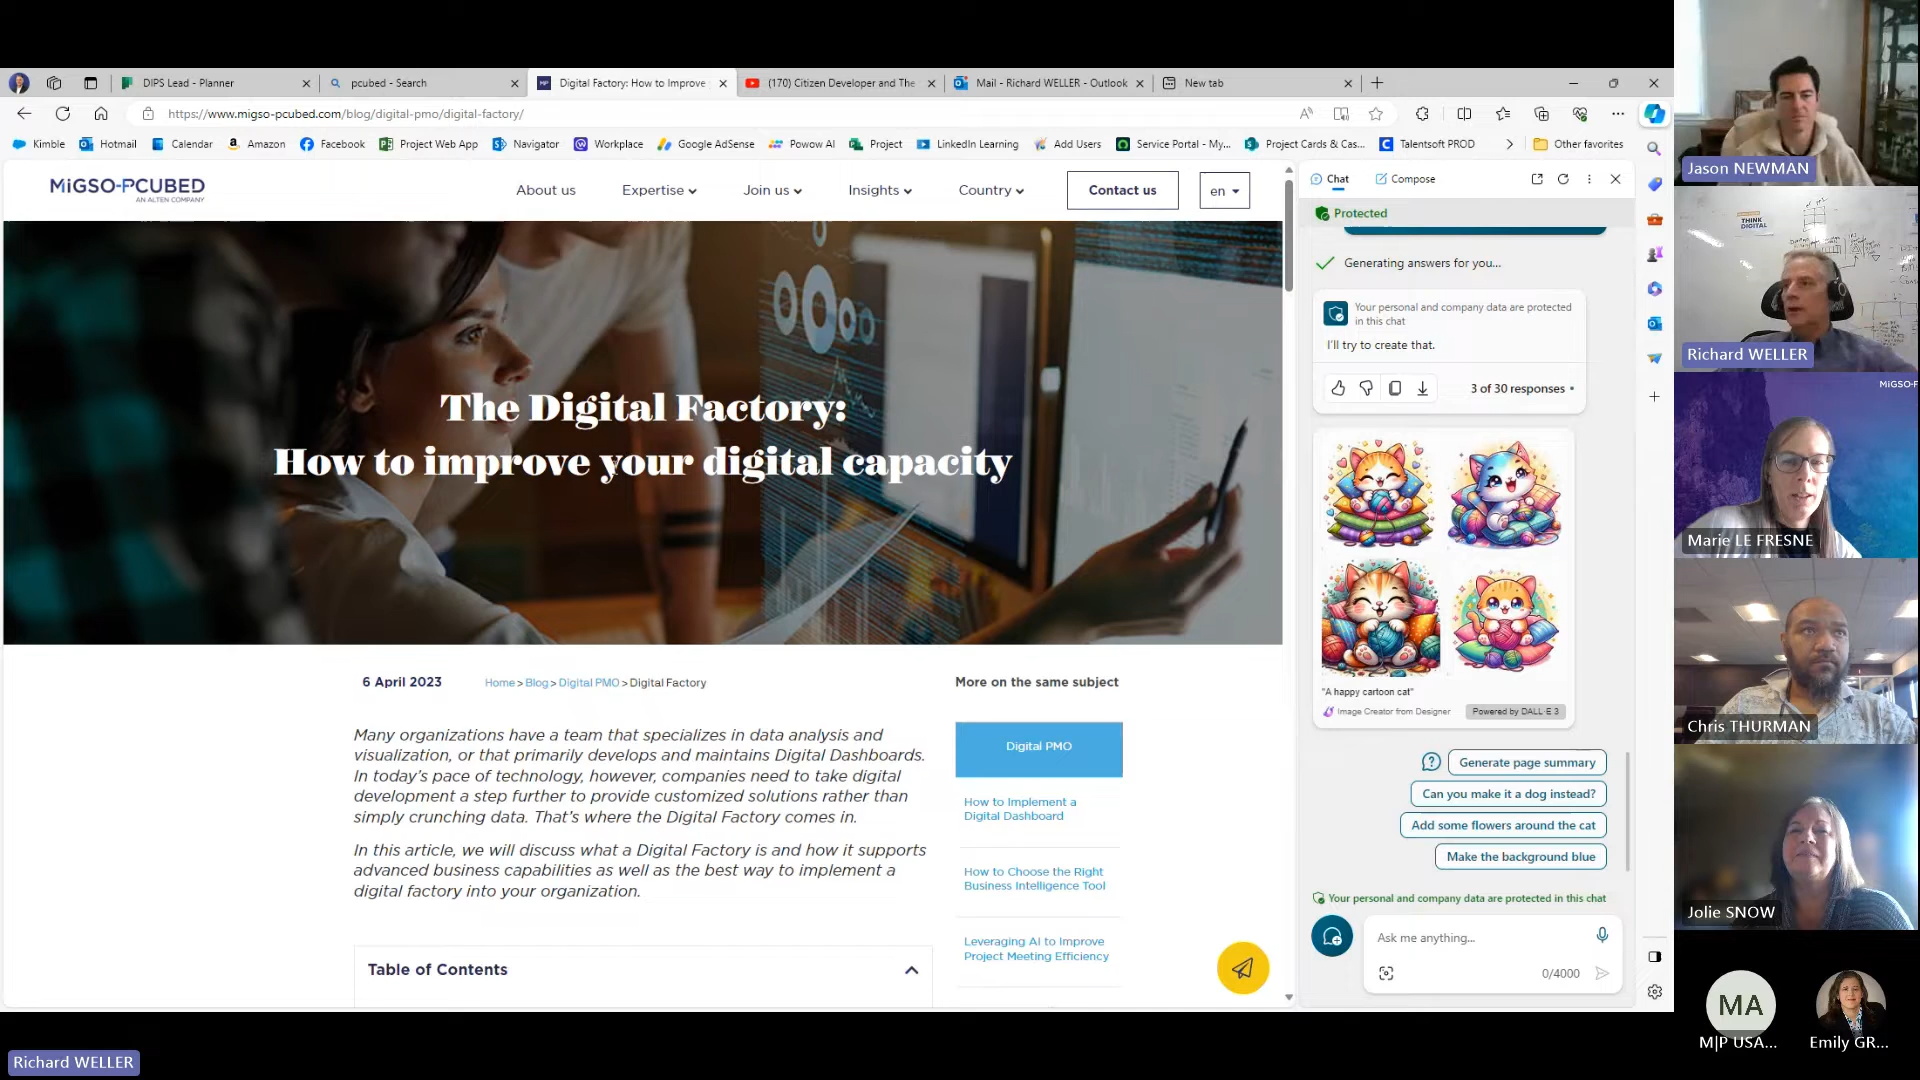 DIPS Lead - Planner
pcubed - Search
Digital Factory: How to Improve
(170) Citizen Developer and The
Mail - Richard WELLER - Outlook
New tab
https://www.migso-pcubed.com/blog/digital-pmo/digital-factory/
Kimble
Hotmail
Calendar
Amazon
Facebook
Project Web App
Navigator
Workplace
Google AdSense
Powow AI
Project
LinkedIn Learning
Add Users
Service Portal - My...
Project Cards & Cas...
Talentsoft PROD
Other favorites
MIGSO-PCUBED
AN ALTEN COMPANY
About us
Expertise
Join us
Insights
Country
Contact us
en
The Digital Factory:
How to improve your digital capacity
6 April 2023
Home > Blog > Digital PMO > Digital Factory
Many organizations have a team that specializes in data analysis and
visualization, or that primarily develops and maintains Digital Dashboards.
In today's pace of technology, however, companies need to take digital
development a step further to provide customized solutions rather than
simply crunching data. That's where the Digital Factory comes in.
In this article, we will discuss what a Digital Factory is and how it supports
advanced business capabilities as well as the best way to implement a
digital factory into your organization.
Table of Contents
More on the same subject
Digital PMO
How to Implement a
Digital Dashboard
How to Choose the Right
Business Intelligence Tool
Leveraging AI to Improve
Project Meeting Efficiency
Chat
Compose
Protected
Generating answers for you...
Your personal and company data are protected
in this chat
I'll try to create that.
3 of 30 responses
"A happy cartoon cat"
Image Creator from Designer
Powered by DALL·E 3
Generate page summary
Can you make it a dog instead?
Add some flowers around the cat
Make the background blue
Your personal and company data are protected in this chat
Ask me anything...
0/4000
Jason NEWMAN
THINK
DIGITAL
Richard WELLER
MIGSO-P
Marie LE FRESNE
Chris THURMAN
Jolie SNOW
MA
M|P USA...
Emily GR...
Richard WELLER